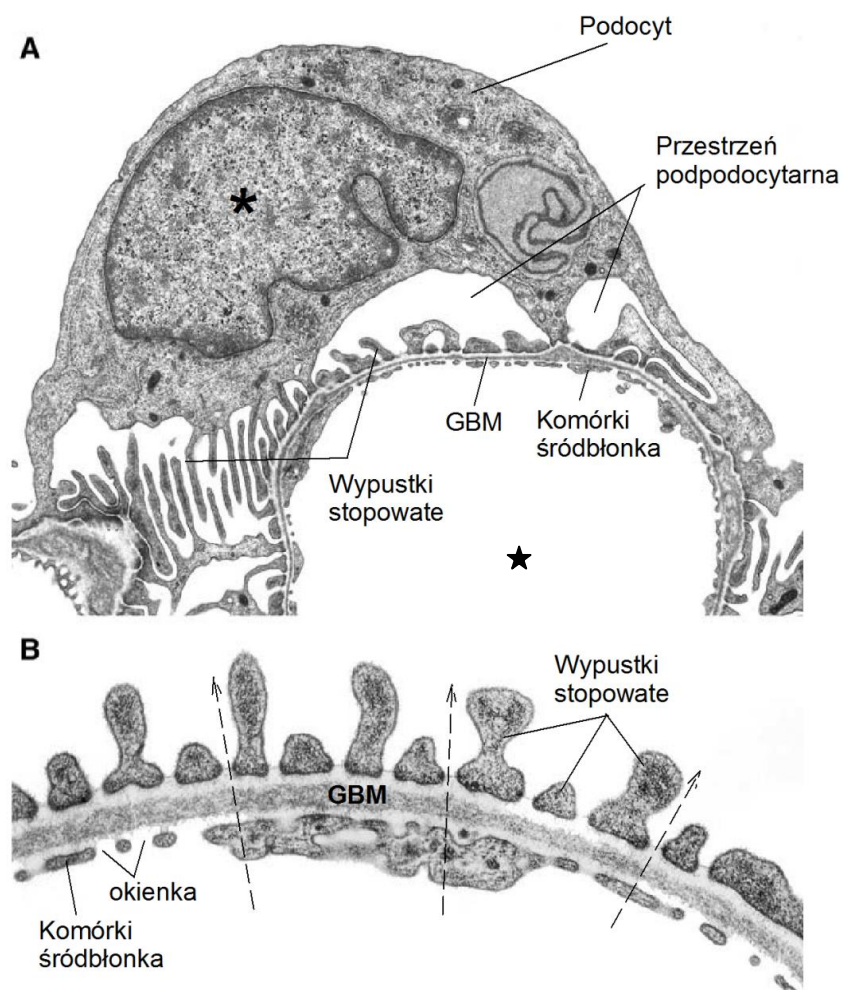 A
Podocyt
Przestrzeń
podpodocytarna
*
GBM
Komórki
śródbłonka
Wypustki
stopowate
★
B
Wypustki
stopowate
GBM
okienka
Komórki
śródbłonka